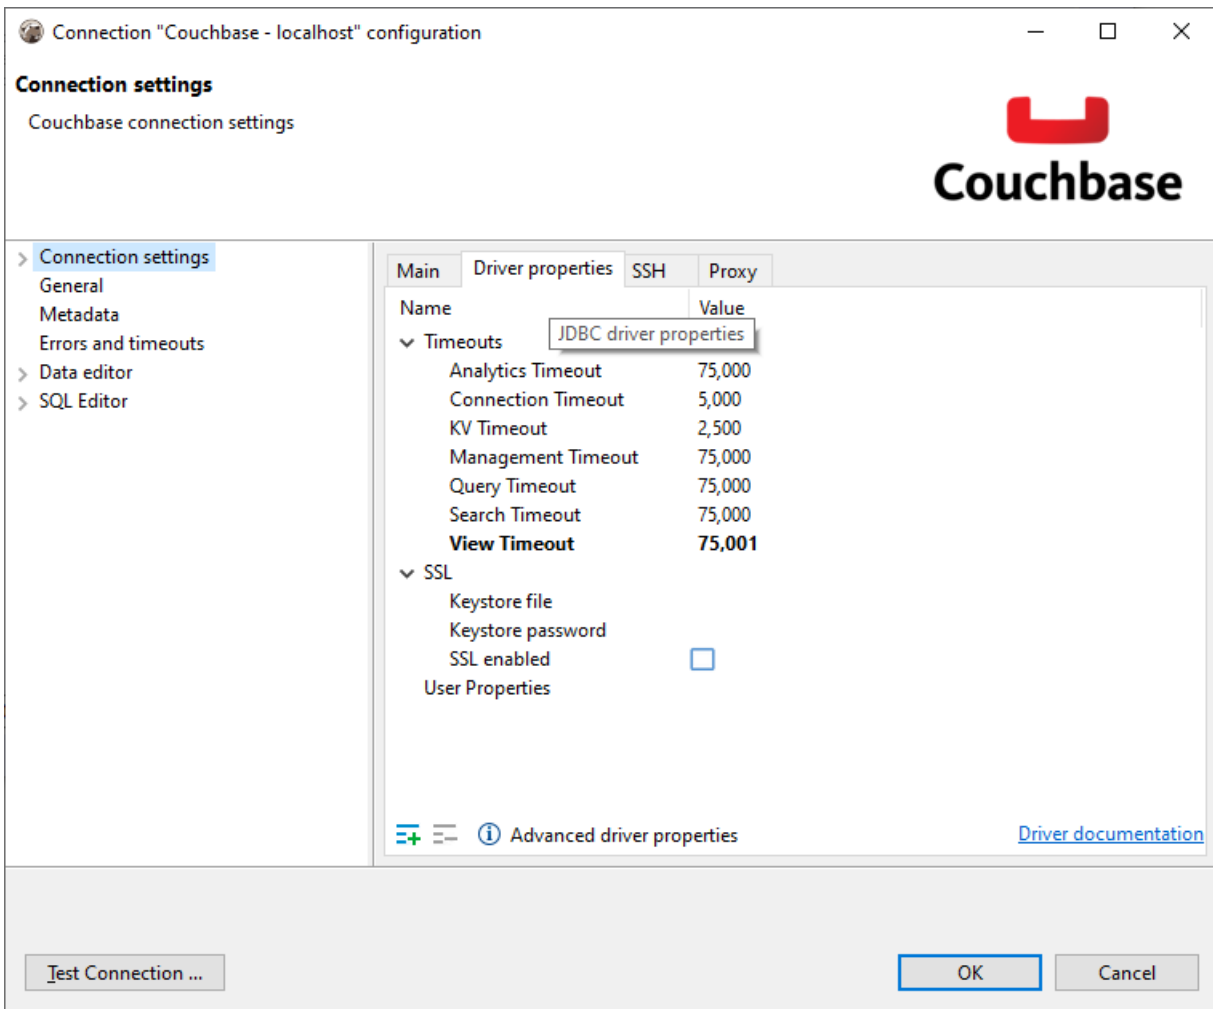 Connection "Couchbase - localhost" configuration
Connection settings
Couchbase connection settings
Couchbase
Connection settings
General
Metadata
Errors and timeouts
Data editor
SQL Editor
Main Driver properties SSH Proxy
Name Value
JDBC driver properties
Timeouts
Analytics Timeout 75,000
Connection Timeout 5,000
KV Timeout 2,500
Management Timeout 75,000
Query Timeout 75,000
Search Timeout 75,000
View Timeout 75,001
SSL
Keystore file
Keystore password
SSL enabled
User Properties
Advanced driver properties Driver documentation
Test Connection ... OK Cancel